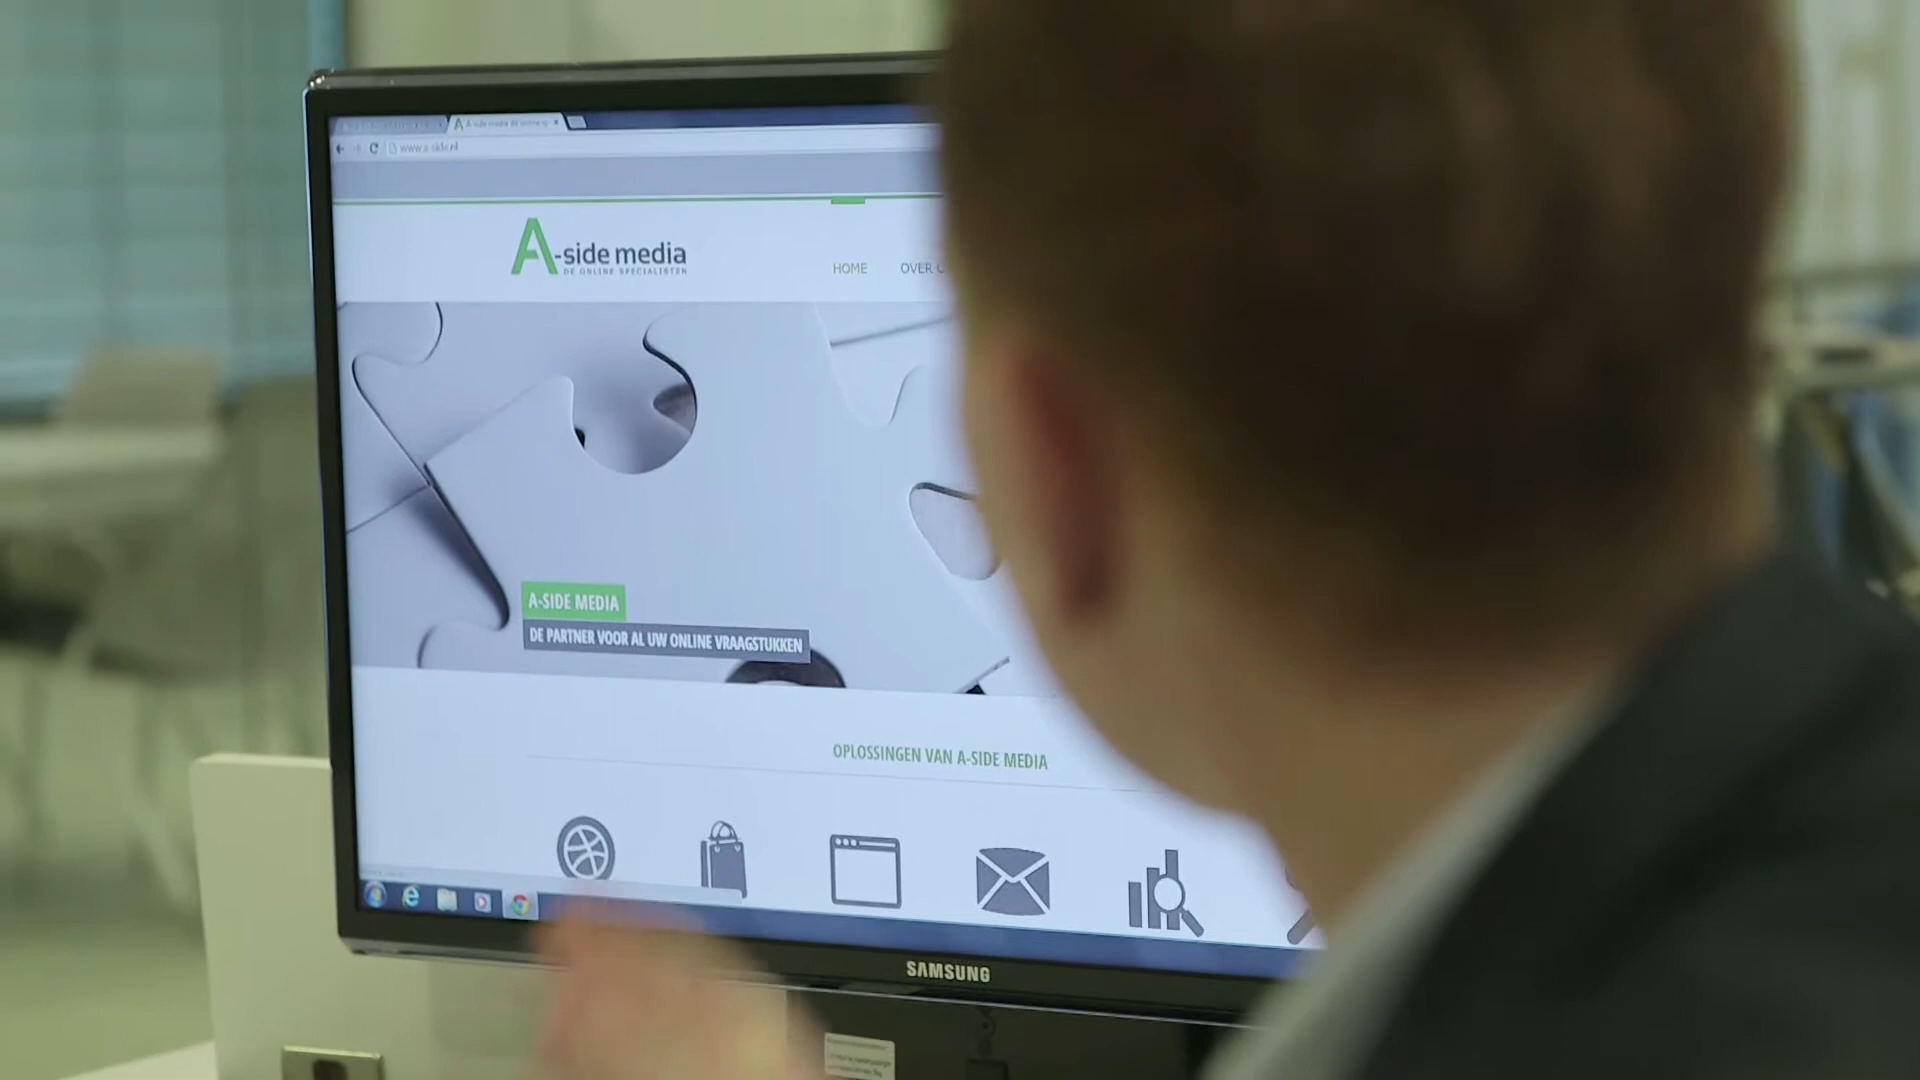 www.a-side.nl
A-side media
DE ONLINE SPECIALISTEN
HOME OVER
A-SIDE MEDIA
DE PARTNER VOOR AL UW ONLINE VRAAGSTUKKEN
OPLOSSINGEN VAN A-SIDE MEDIA
SAMSUNG